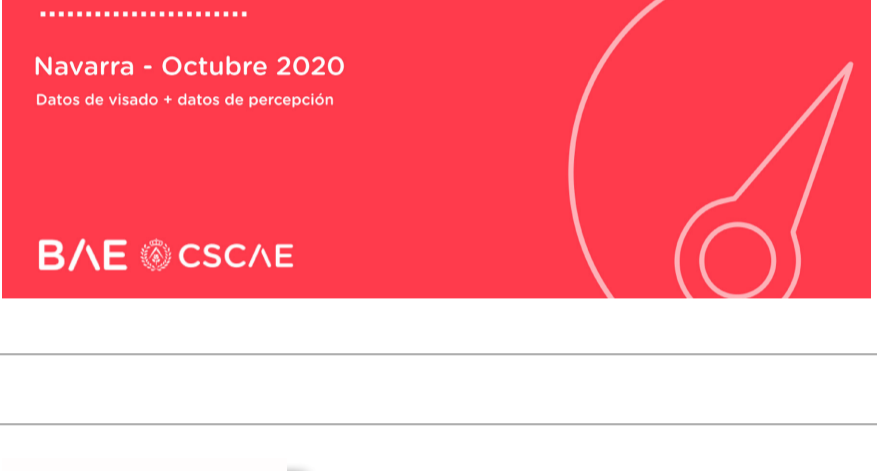 Navarra - Octubre 2020
Datos de visado + datos de percepción
BAE CSCAE